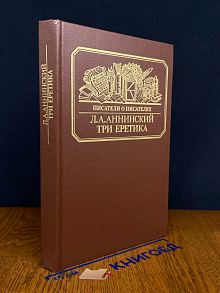 ПИСАТЕЛИ О ПИСАТЕЛЯХ
Л.А.АННИНСКИЙ
ТРИ ЕРЕТИКА
Л.А.АННИНСКИЙ
ТРИ ЕРЕТИКА
КНИГОЕД